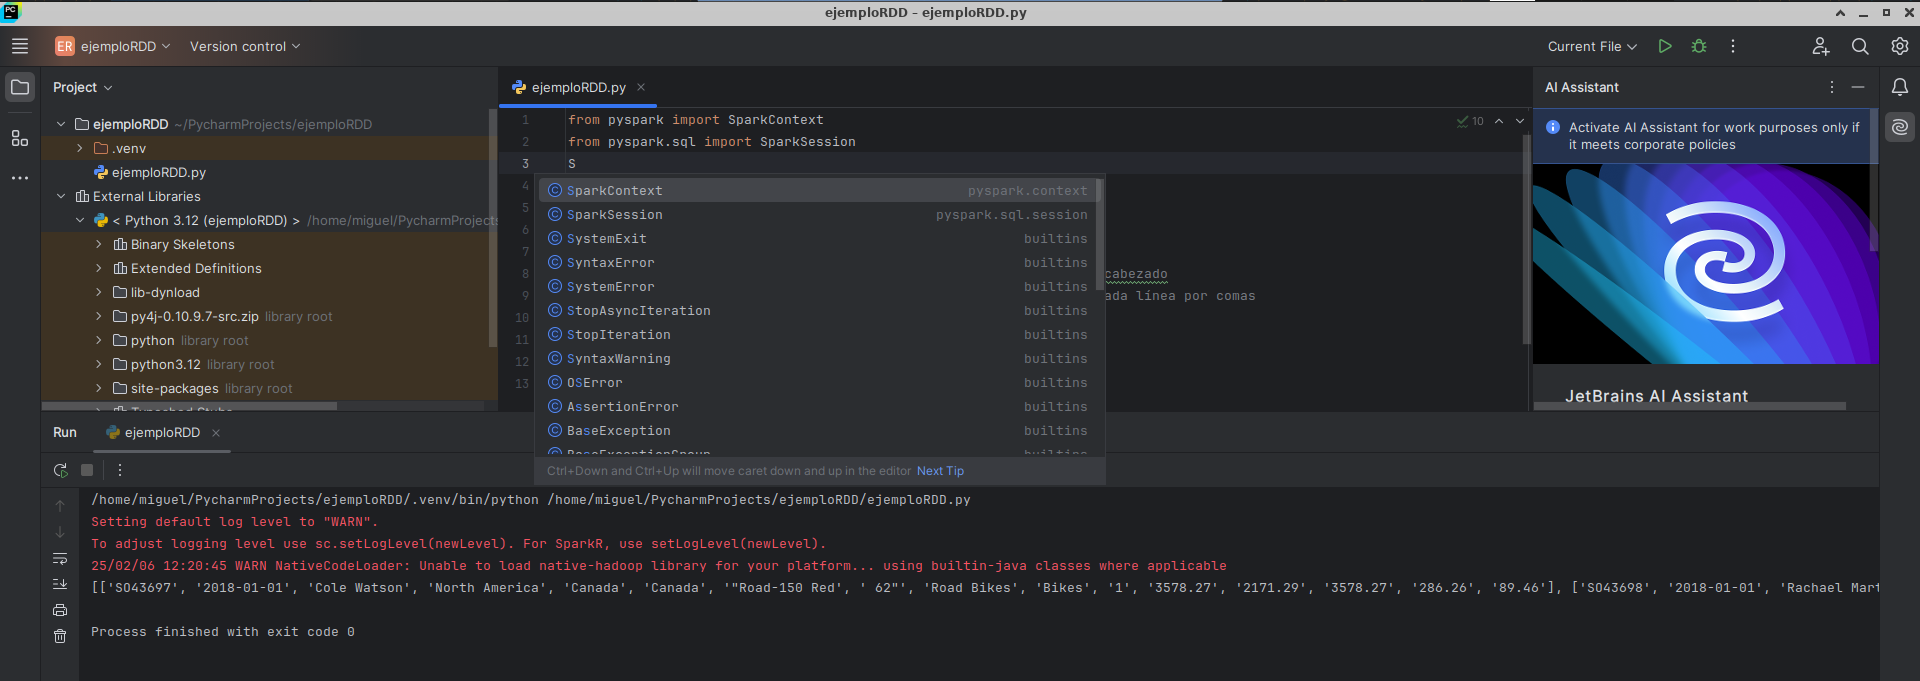 ejemploRDD – ejemploRDD.py
ER ejemploRDD Version control Current File
Project
ejemploRDD ~/PycharmProjects/ejemploRDD
.venv
ejemploRDD.py
External Libraries
< Python 3.12 (ejemploRDD) > /home/miguel/PycharmProjects
Binary Skeletons
Extended Definitions
lib-dynload
py4j-0.10.9.7-src.zip library root
python library root
python3.12 library root
site-packages library root
ejemploRDD.py
10
1 from pyspark import SparkContext
2 from pyspark.sql import SparkSession
3 S
4
5
6
7
8 cabezado
9 ada línea por comas
10
11
12
13
SparkContext pyspark.context
SparkSession pyspark.sql.session
SystemExit builtins
SyntaxError builtins
SystemError builtins
StopAsyncIteration builtins
StopIteration builtins
SyntaxWarning builtins
OSError builtins
AssertionError builtins
BaseException builtins
Ctrl+Down and Ctrl+Up will move caret down and up in the editor Next Tip
AI Assistant
Activate AI Assistant for work purposes only if
it meets corporate policies
JetBrains AI Assistant
Run ejemploRDD
/home/miguel/PycharmProjects/ejemploRDD/.venv/bin/python /home/miguel/PycharmProjects/ejemploRDD/ejemploRDD.py
Setting default log level to "WARN".
To adjust logging level use sc.setLogLevel(newLevel). For SparkR, use setLogLevel(newLevel).
25/02/06 12:20:45 WARN NativeCodeLoader: Unable to load native-hadoop library for your platform... using builtin-java classes where applicable
[['SO43697', '2018-01-01', 'Cole Watson', 'North America', 'Canada', 'Canada', '"Road-150 Red', ' 62"', 'Road Bikes', 'Bikes', '1', '3578.27', '2171.29', '3578.27', '286.26', '89.46'], ['SO43698', '2018-01-01', 'Rachael Mart
Process finished with exit code 0